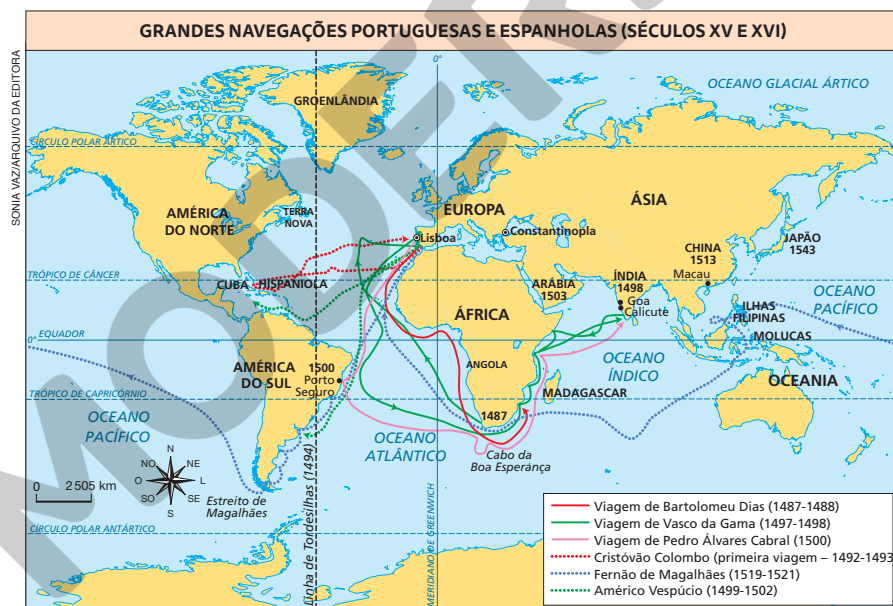 GRANDES NAVEGAÇÕES PORTUGUESAS E ESPANHOLAS (SÉCULOS XV E XVI)
SONIA VAZ/ARQUIVO DA EDITORA
0°
OCEANO GLACIAL ÁRTICO
GROENLÂNDIA
CÍRCULO POLAR ÁRTICO
AMÉRICA
DO NORTE
TERRA
NOVA
EUROPA
ÁSIA
Lisboa
Constantinopla
CHINA
1513
Macau
JAPÃO
1543
TRÓPICO DE CÂNCER
CUBA
HISPANIOLA
ARÁBIA
1503
ÍNDIA
1498
Goa
Calicute
OCEANO
PACÍFICO
ÁFRICA
ILHAS
FILIPINAS
MOLUCAS
0° EQUADOR
AMÉRICA
DO SUL
1500
Porto
Seguro
ANGOLA
OCEANO
ÍNDICO
OCEANIA
TRÓPICO DE CAPRICÓRNIO
MADAGASCAR
OCEANO
PACÍFICO
1487
OCEANO
ATLÂNTICO
Cabo da
Boa Esperança
N
NO
NE
O
L
SO
SE
S
0
2 505 km
Estreito de
Magalhães
Linha de Tordesilhas (1494)
MERIDIANO DE GREENWICH
CÍRCULO POLAR ANTÁRTICO
Viagem de Bartolomeu Dias (1487-1488)
Viagem de Vasco da Gama (1497-1498)
Viagem de Pedro Álvares Cabral (1500)
Cristóvão Colombo (primeira viagem – 1492-1493
Fernão de Magalhães (1519-1521)
Américo Vespúcio (1499-1502)
MODER